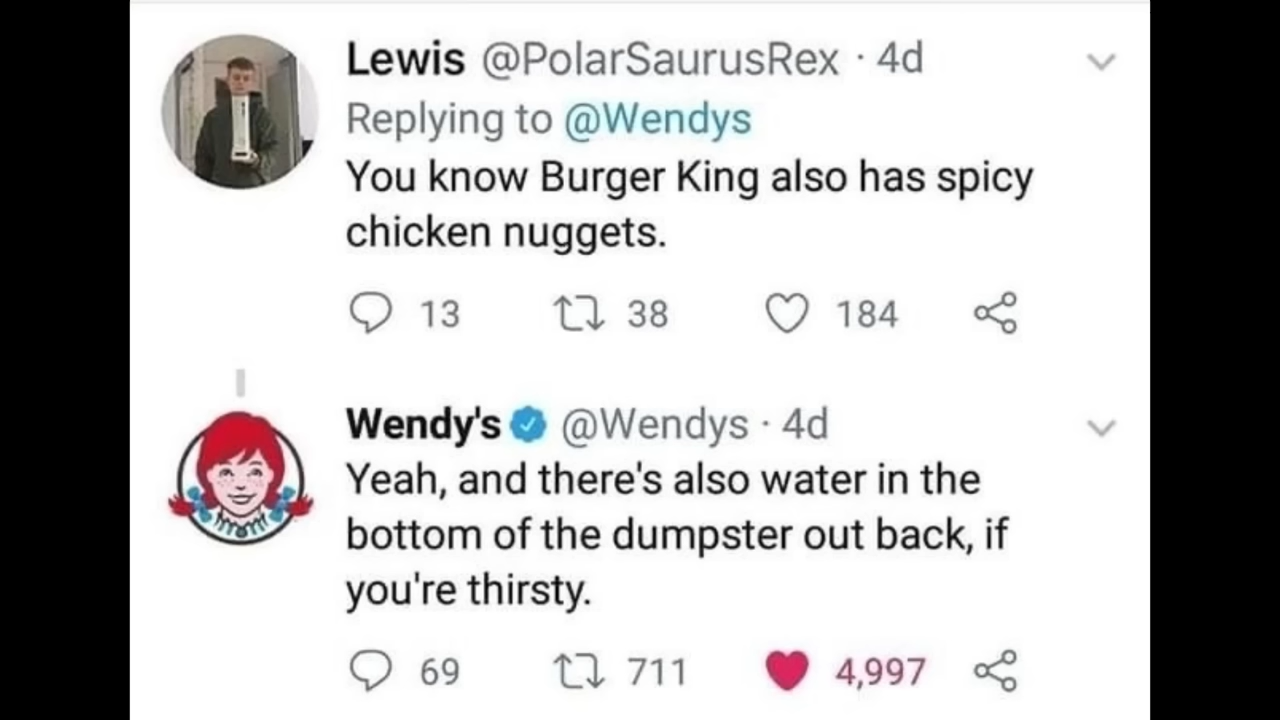 Lewis @PolarSaurusRex · 4d
Replying to @Wendys
You know Burger King also has spicy
chicken nuggets.
13 38 184
Wendy's @Wendys · 4d
Yeah, and there's also water in the
bottom of the dumpster out back, if
you're thirsty.
69 711 4,997